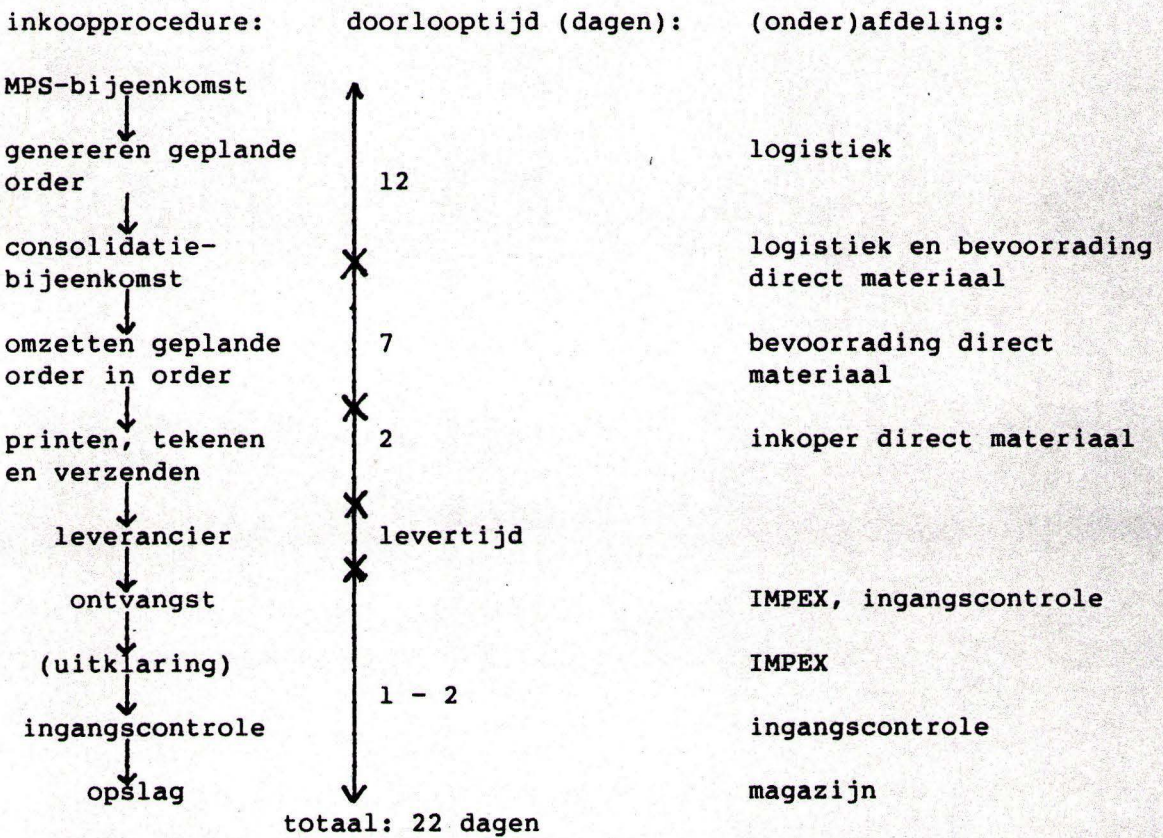 inkoopprocedure: doorlooptijd (dagen): (onder)afdeling:
MPS-bijeenkomst
genereren geplande logistiek
order 12
consolidatie- logistiek en bevoorrading
bijeenkomst direct materiaal
omzetten geplande 7 bevoorrading direct
order in order materiaal
printen, tekenen 2 inkoper direct materiaal
en verzenden
leverancier levertijd
ontvangst IMPEX, ingangscontrole
(uitklaring) IMPEX
1 - 2
ingangscontrole ingangscontrole
opslag magazijn
totaal: 22 dagen